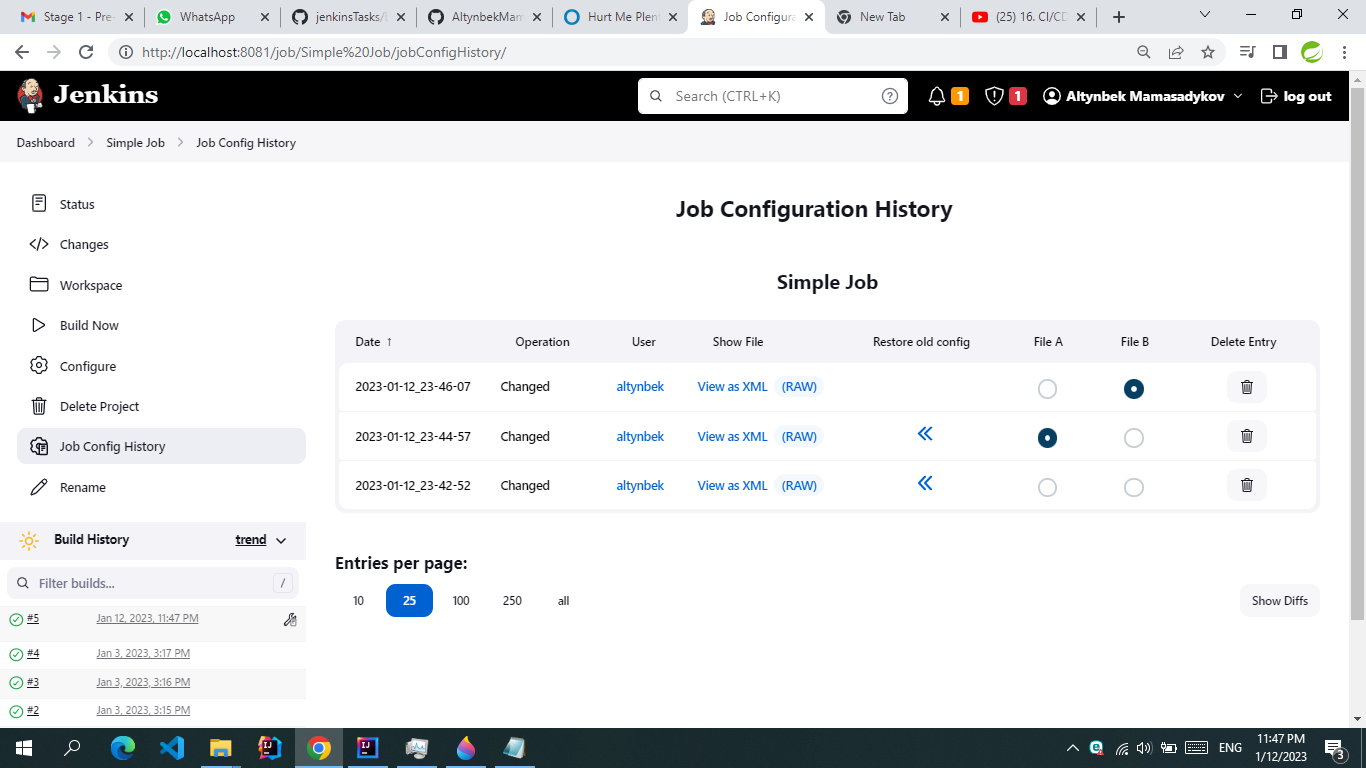 Stage 1 - Pre-
WhatsApp
jenkinsTasks/
AltynbekMam
Hurt Me Plent
Job Configura
New Tab
(25) 16. CI/CD
http://localhost:8081/job/Simple%20Job/jobConfigHistory/
Jenkins
Search (CTRL+K)
?
1
1
Altynbek Mamasadykov
log out
Dashboard
Simple Job
Job Config History
Status
Changes
Workspace
Build Now
Configure
Delete Project
Job Config History
Rename
Build History
trend
Filter builds...
/
#5 Jan 12, 2023, 11:47 PM
#4 Jan 3, 2023, 3:17 PM
#3 Jan 3, 2023, 3:16 PM
#2 Jan 3, 2023, 3:15 PM
Job Configuration History
Simple Job
Date ↑ Operation User Show File Restore old config File A File B Delete Entry
2023-01-12_23-46-07 Changed altynbek View as XML (RAW)
2023-01-12_23-44-57 Changed altynbek View as XML (RAW)
2023-01-12_23-42-52 Changed altynbek View as XML (RAW)
Entries per page:
10 25 100 250 all
Show Diffs
ENG
11:47 PM
1/12/2023
3